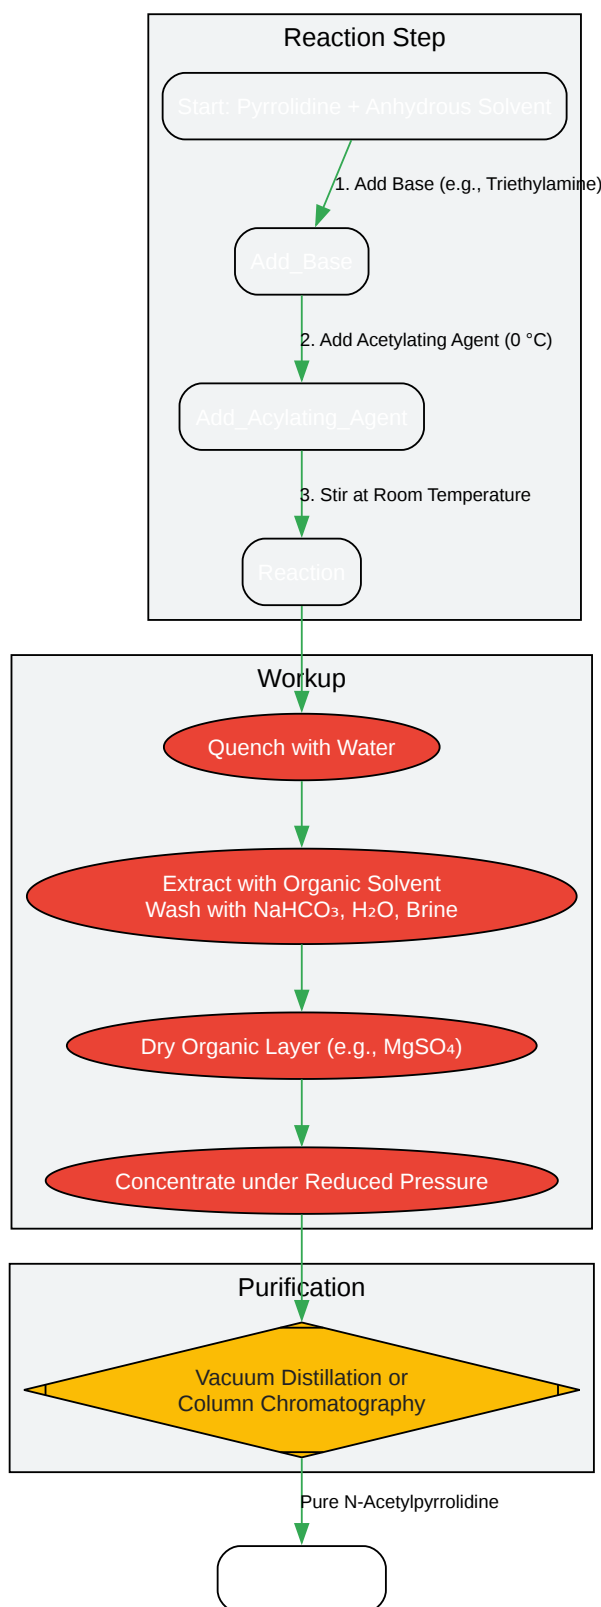 Reaction Step
Start: Pyrrolidine + Anhydrous Solvent
1. Add Base (e.g., Triethylamine)
Add_Base
2. Add Acetylating Agent (0 °C)
Add_Acylating_Agent
3. Stir at Room Temperature
Reaction
Workup
Quench with Water
Extract with Organic Solvent
Wash with NaHCO₃, H₂O, Brine
Dry Organic Layer (e.g., MgSO₄)
Concentrate under Reduced Pressure
Purification
Vacuum Distillation or
Column Chromatography
Pure N-Acetylpyrrolidine